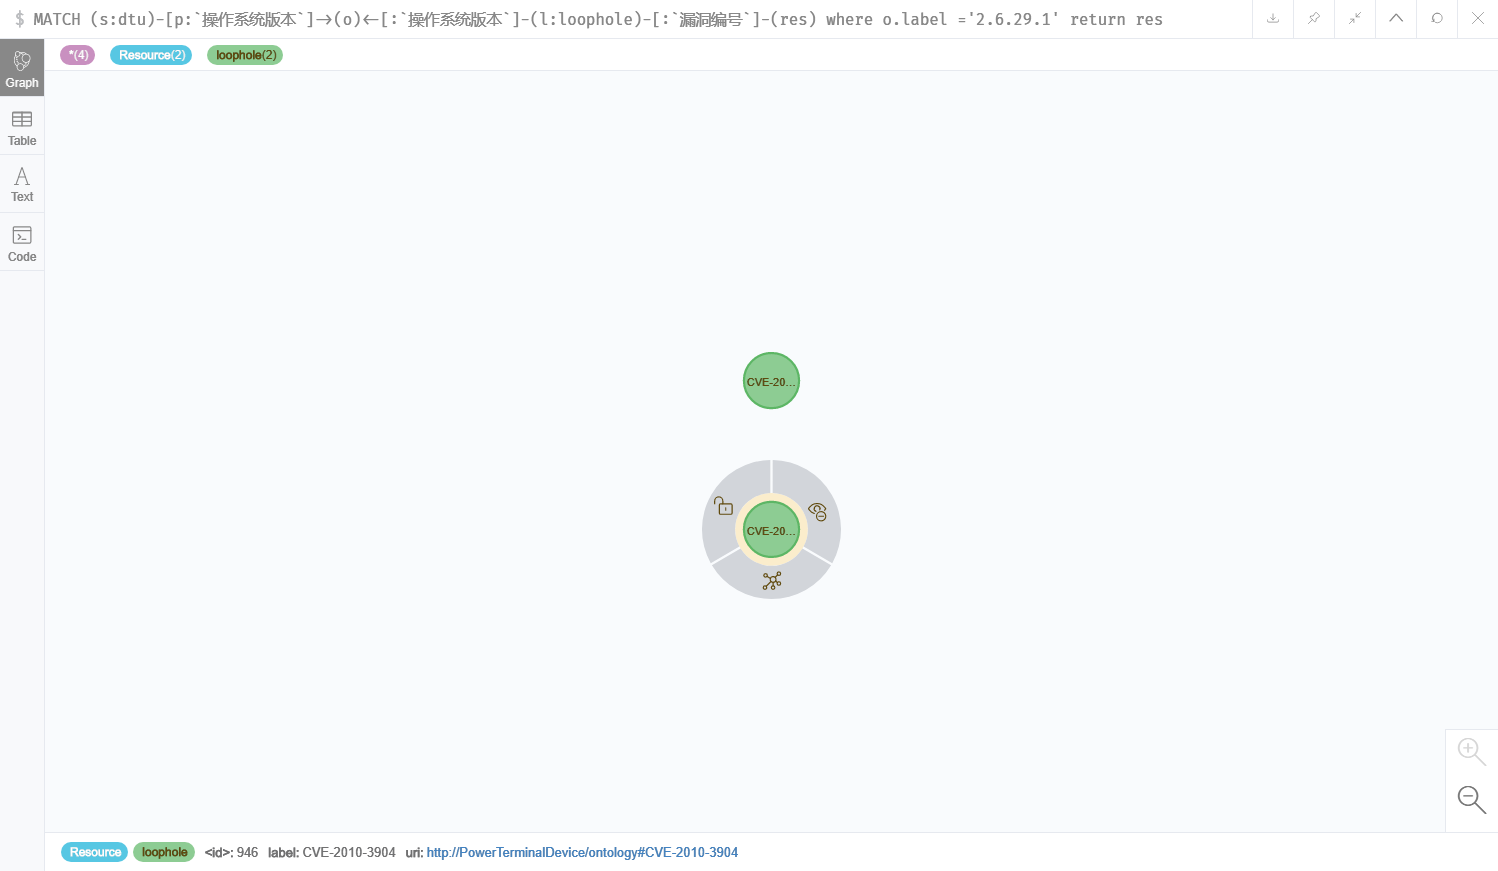 $ MATCH (s:dtu)-[p:`操作系统版本`]->(o)<-[:`操作系统版本`]-(l:loophole)-[:`漏洞编号`]-(res) where o.label ='2.6.29.1' return res
*(4) Resource(2) loophole(2)
Graph
Table
Text
Code
CVE-20...
CVE-20...
Resource loophole <id>: 946 label: CVE-2010-3904 uri: http://PowerTerminalDevice/ontology#CVE-2010-3904